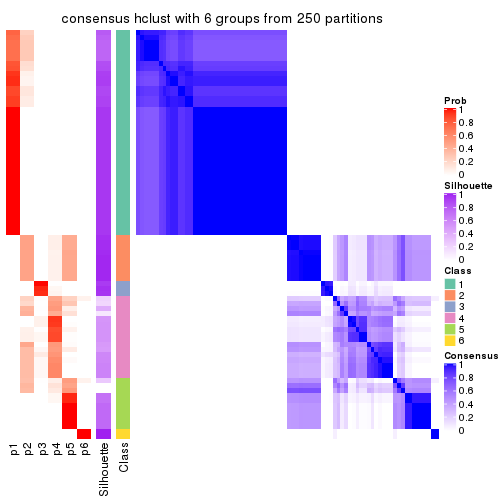 consensus hclust with 6 groups from 250 partitions
Prob
1
0.8
0.6
0.4
0.2
0
Silhouette
1
0.8
0.6
0.4
0.2
0
Class
1
2
3
4
5
6
Consensus
1
0.8
0.6
0.4
0.2
0
p1
p2
p3
p4
p5
p6
Silhouette
Class